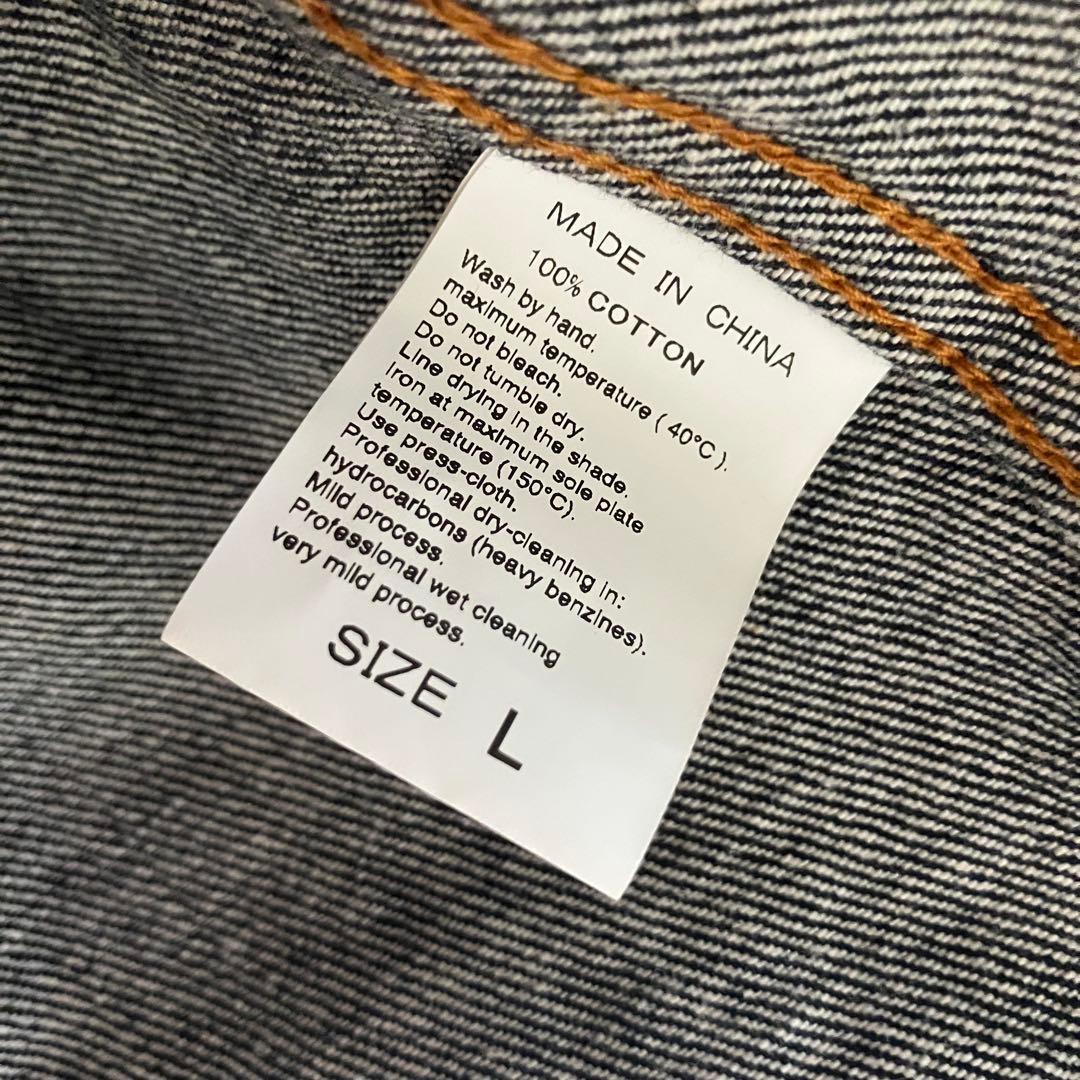 MADE IN CHINA
100% COTTON
Wash by hand.
maximum temperature ( 40°C ).
Do not bleach.
Do not tumble dry.
Line drying in the shade.
Iron at maximum sole plate
temperature (150°C).
Use press-cloth.
Professional dry-cleaning in:
hydrocarbons (heavy benzines).
Mild process.
Professional wet cleaning
very mild process.
SIZE L